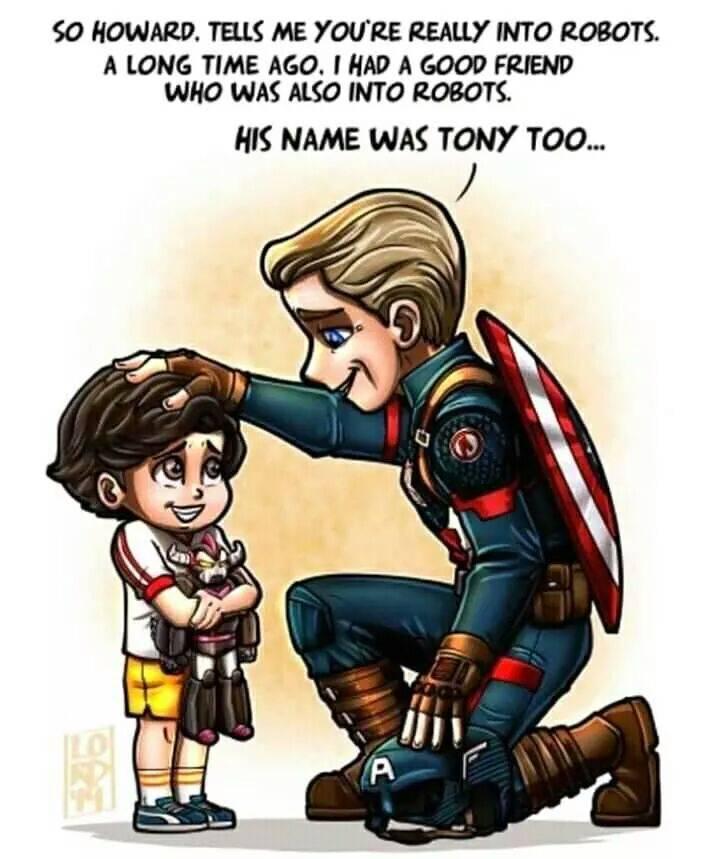 SO HOWARD. TELLS ME YOU'RE REALLY INTO ROBOTS.
A LONG TIME AGO. I HAD A GOOD FRIEND
WHO WAS ALSO INTO ROBOTS.
HIS NAME WAS TONY TOO...
A
LO